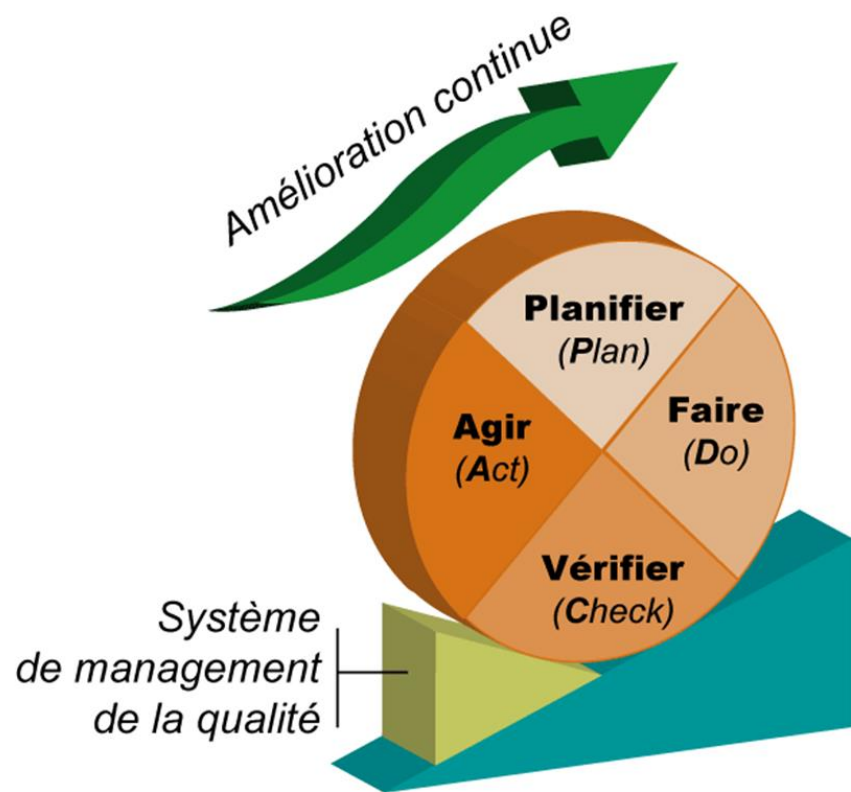 Amélioration continue
Planifier
(Plan)
Faire
(Do)
Vérifier
(Check)
Agir
(Act)
Système
de management
de la qualité